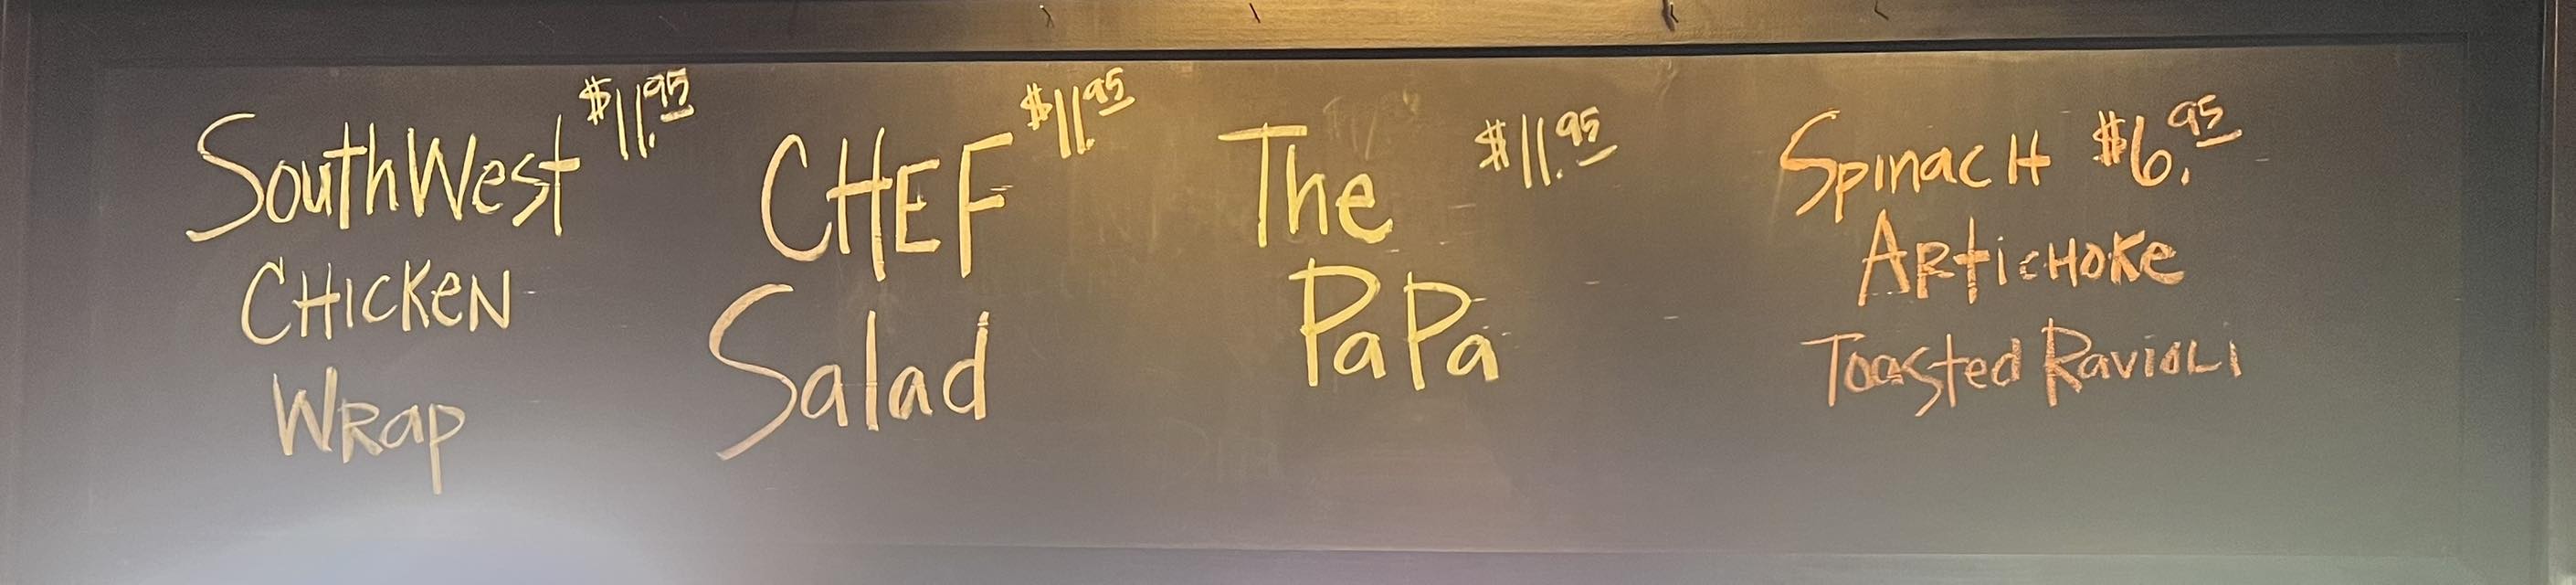 SouthWest $11.95
CHICKEN
WRap
CHEF $11.95
Salad
The $11.95
PaPa
SpinacH $6.95
ARtiCHOKe
Toasted RavioLi